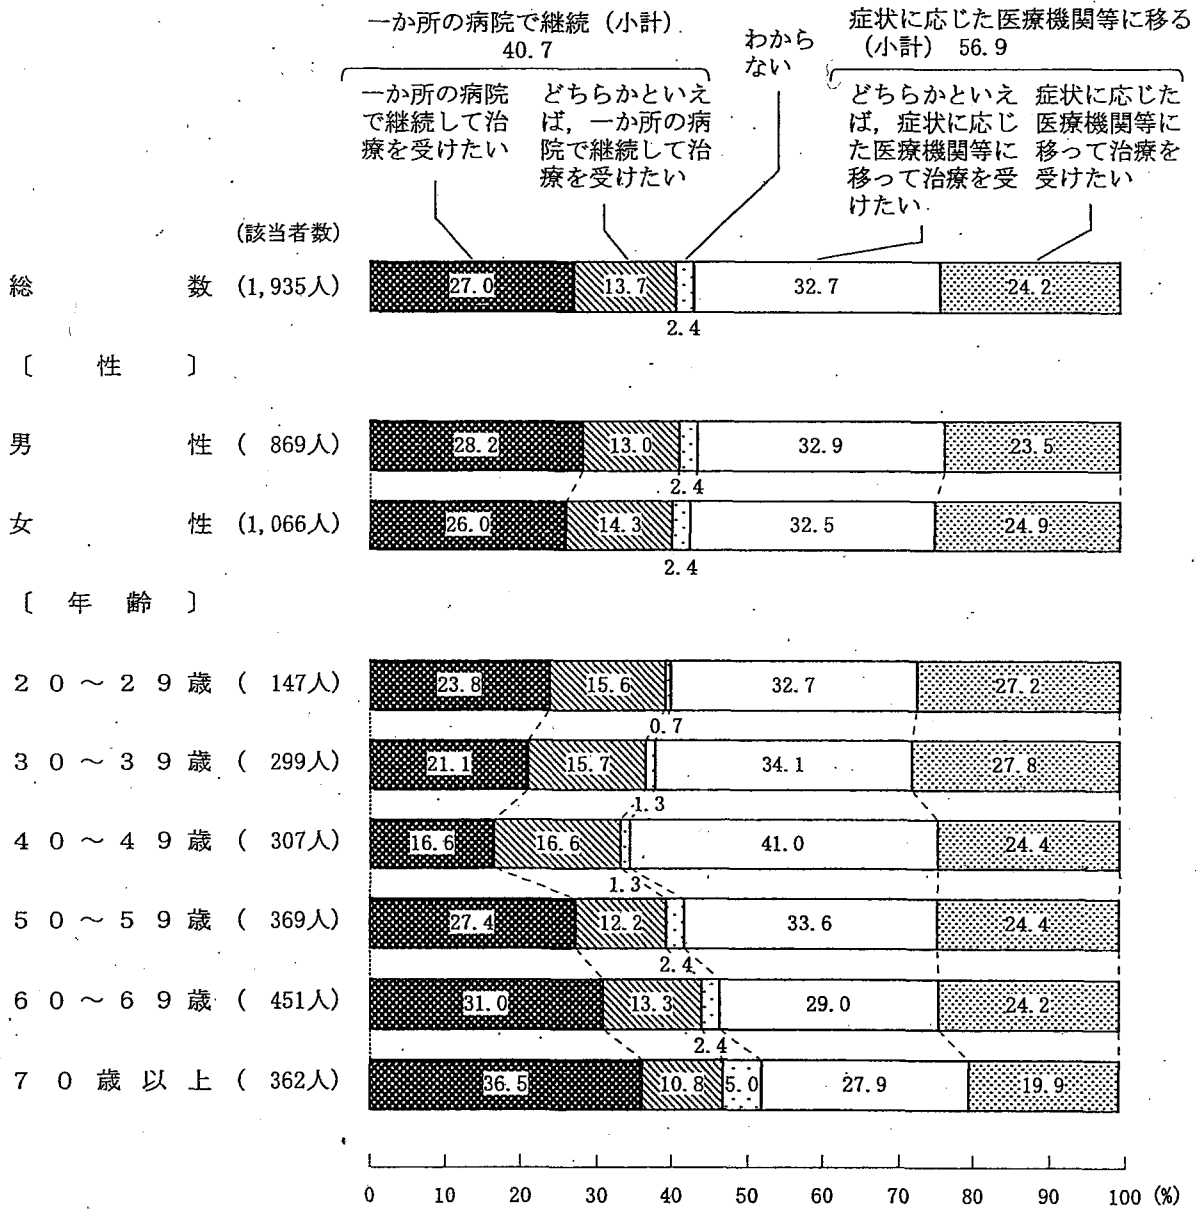 一か所の病院で継続（小計）
40.7
わから
ない
症状に応じた医療機関等に移る
（小計） 56.9
一か所の病院
で継続して治
療を受けたい
どちらかといえ
ば，一か所の病
院で継続して治
療を受けたい
どちらかといえ
ば，症状に応じ
た医療機関等に
移って治療を受
けたい
症状に応じた
医療機関等に
移って治療を
受けたい
(該当者数)
総 数 (1,935人) 27.0 13.7 32.7 24.2
2.4
〔 性 〕
男 性 ( 869人) 28.2 13.0 32.9 23.5
2.4
女 性 (1,066人) 26.0 14.3 32.5 24.9
2.4
〔 年 齢 〕
２０～２９歳 ( 147人) 23.8 15.6 32.7 27.2
0.7
３０～３９歳 ( 299人) 21.1 15.7 34.1 27.8
1.3
４０～４９歳 ( 307人) 16.6 16.6 41.0 24.4
1.3
５０～５９歳 ( 369人) 27.4 12.2 33.6 24.4
2.4
６０～６９歳 ( 451人) 31.0 13.3 29.0 24.2
2.4
７０歳以上 ( 362人) 36.5 10.8 5.0 27.9 19.9
0 10 20 30 40 50 60 70 80 90 100 (%)